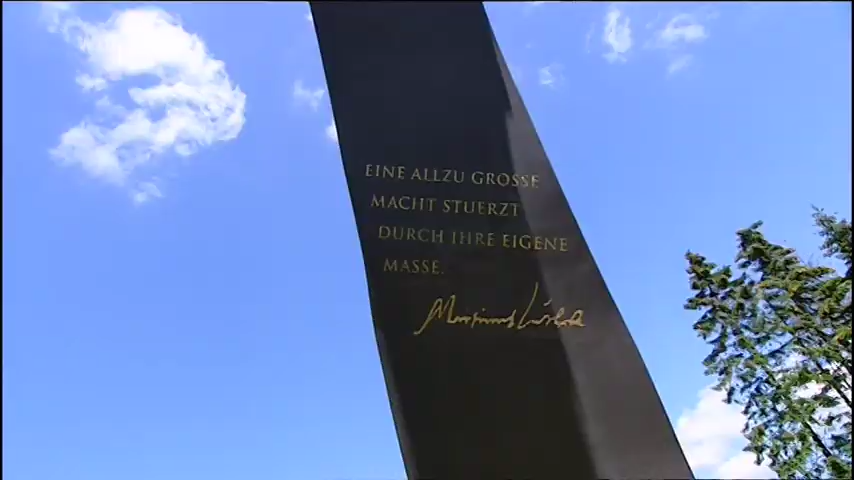 EINE ALLZU GROSSE
MACHT STUERZT
DURCH IHRE EIGENE
MASSE.